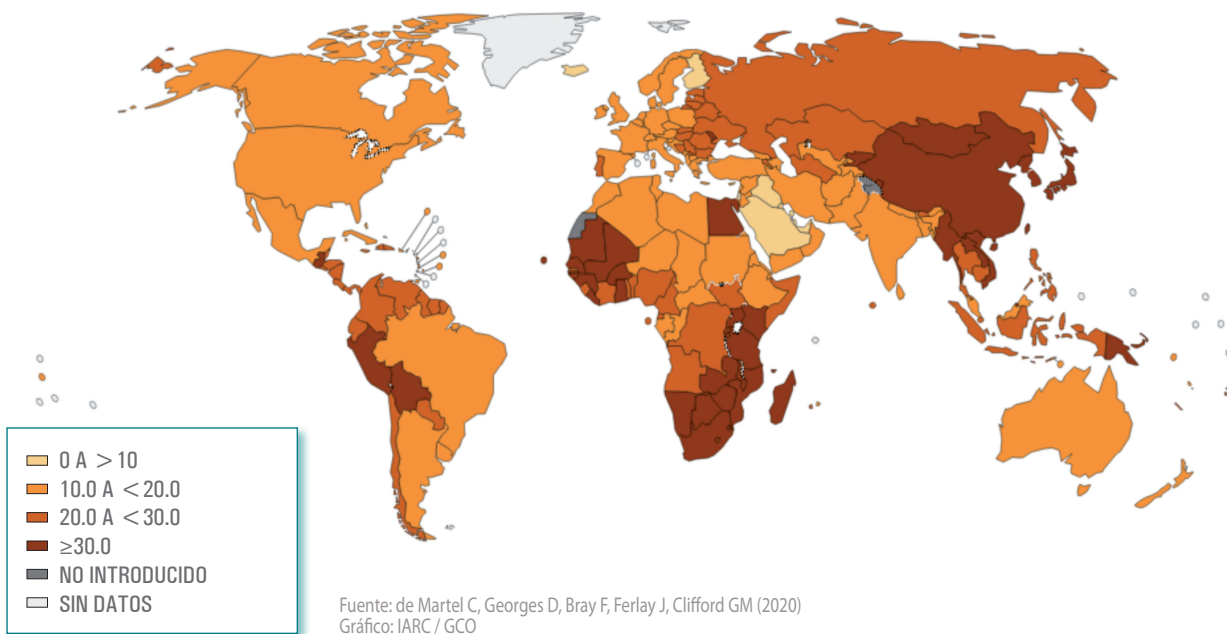 0 A > 10
10.0 A < 20.0
20.0 A < 30.0
≥30.0
NO INTRODUCIDO
SIN DATOS
Fuente: de Martel C, Georges D, Bray F, Ferlay J, Clifford GM (2020)
Gráfico: IARC / GCO